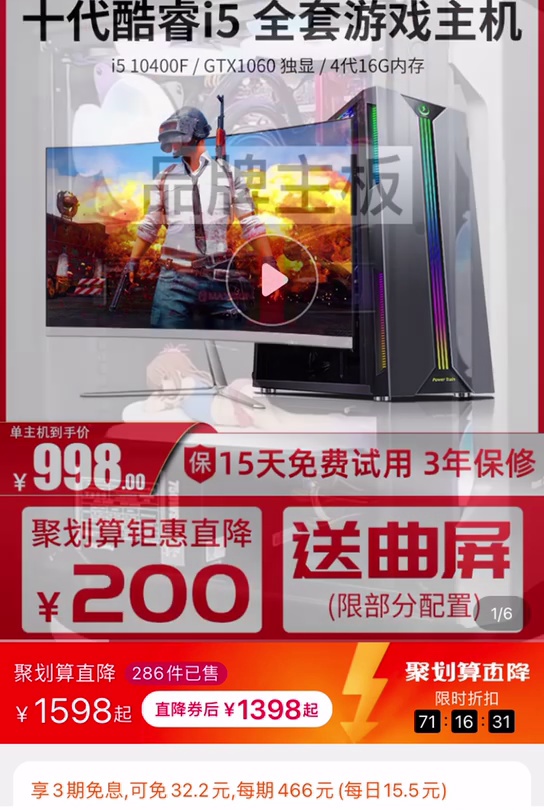 十代酷睿i5 全套游戏主机
i5 10400F / GTX1060 独显 / 4代16G内存
品牌主板
Power Train
单主机到手价
¥998.00
保 15天免费试用 3年保修
聚划算钜惠直降
¥200
送曲屏
(限部分配置)
1/6
聚划算直降 286件已售
¥1598起 直降券后¥1398起
聚划算直降
限时折扣
71:16:31
享3期免息,可免32.2元,每期466元(每日15.5元)